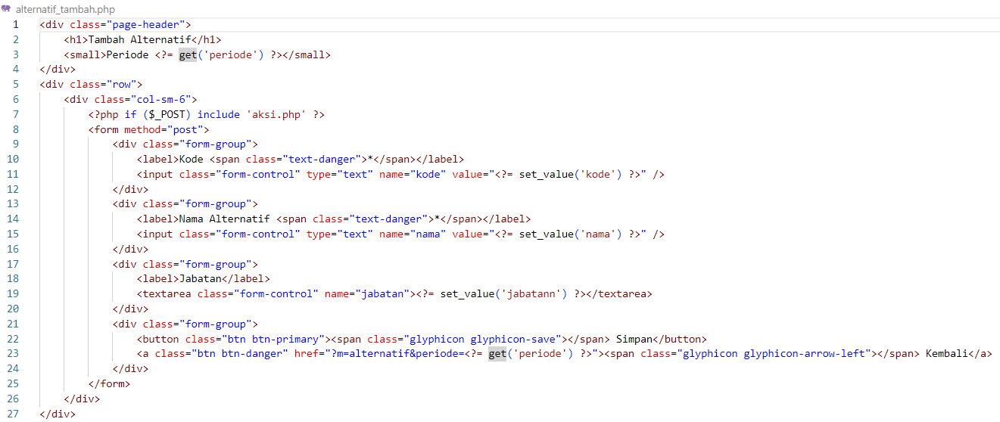 alternatif_tambah.php
1 <div class="page-header">
2 <h1>Tambah Alternatif</h1>
3 <small>Periode <?= get('periode') ?></small>
4 </div>
5 <div class="row">
6 <div class="col-sm-6">
7 <?php if ($_POST) include 'aksi.php' ?>
8 <form method="post">
9 <div class="form-group">
10 <label>Kode <span class="text-danger">*</span></label>
11 <input class="form-control" type="text" name="kode" value="<?= set_value('kode') ?>" />
12 </div>
13 <div class="form-group">
14 <label>Nama Alternatif <span class="text-danger">*</span></label>
15 <input class="form-control" type="text" name="nama" value="<?= set_value('nama') ?>" />
16 </div>
17 <div class="form-group">
18 <label>Jabatan</label>
19 <textarea class="form-control" name="jabatan"><?= set_value('jabatann') ?></textarea>
20 </div>
21 <div class="form-group">
22 <button class="btn btn-primary"><span class="glyphicon glyphicon-save"></span> Simpan</button>
23 <a class="btn btn-danger" href="?m=alternatif&periode=<?= get('periode') ?>"><span class="glyphicon glyphicon-arrow-left"></span> Kembali</a>
24 </div>
25 </form>
26 </div>
27 </div>